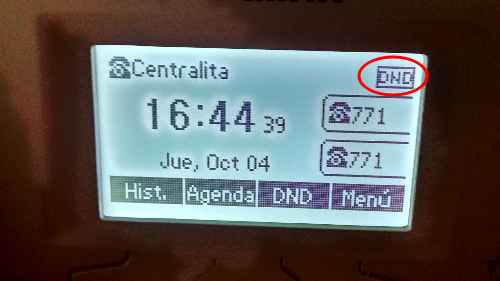 Centralita
DND
16:44 39
771
Jue, Oct 04
771
Hist. Agenda DND Menú